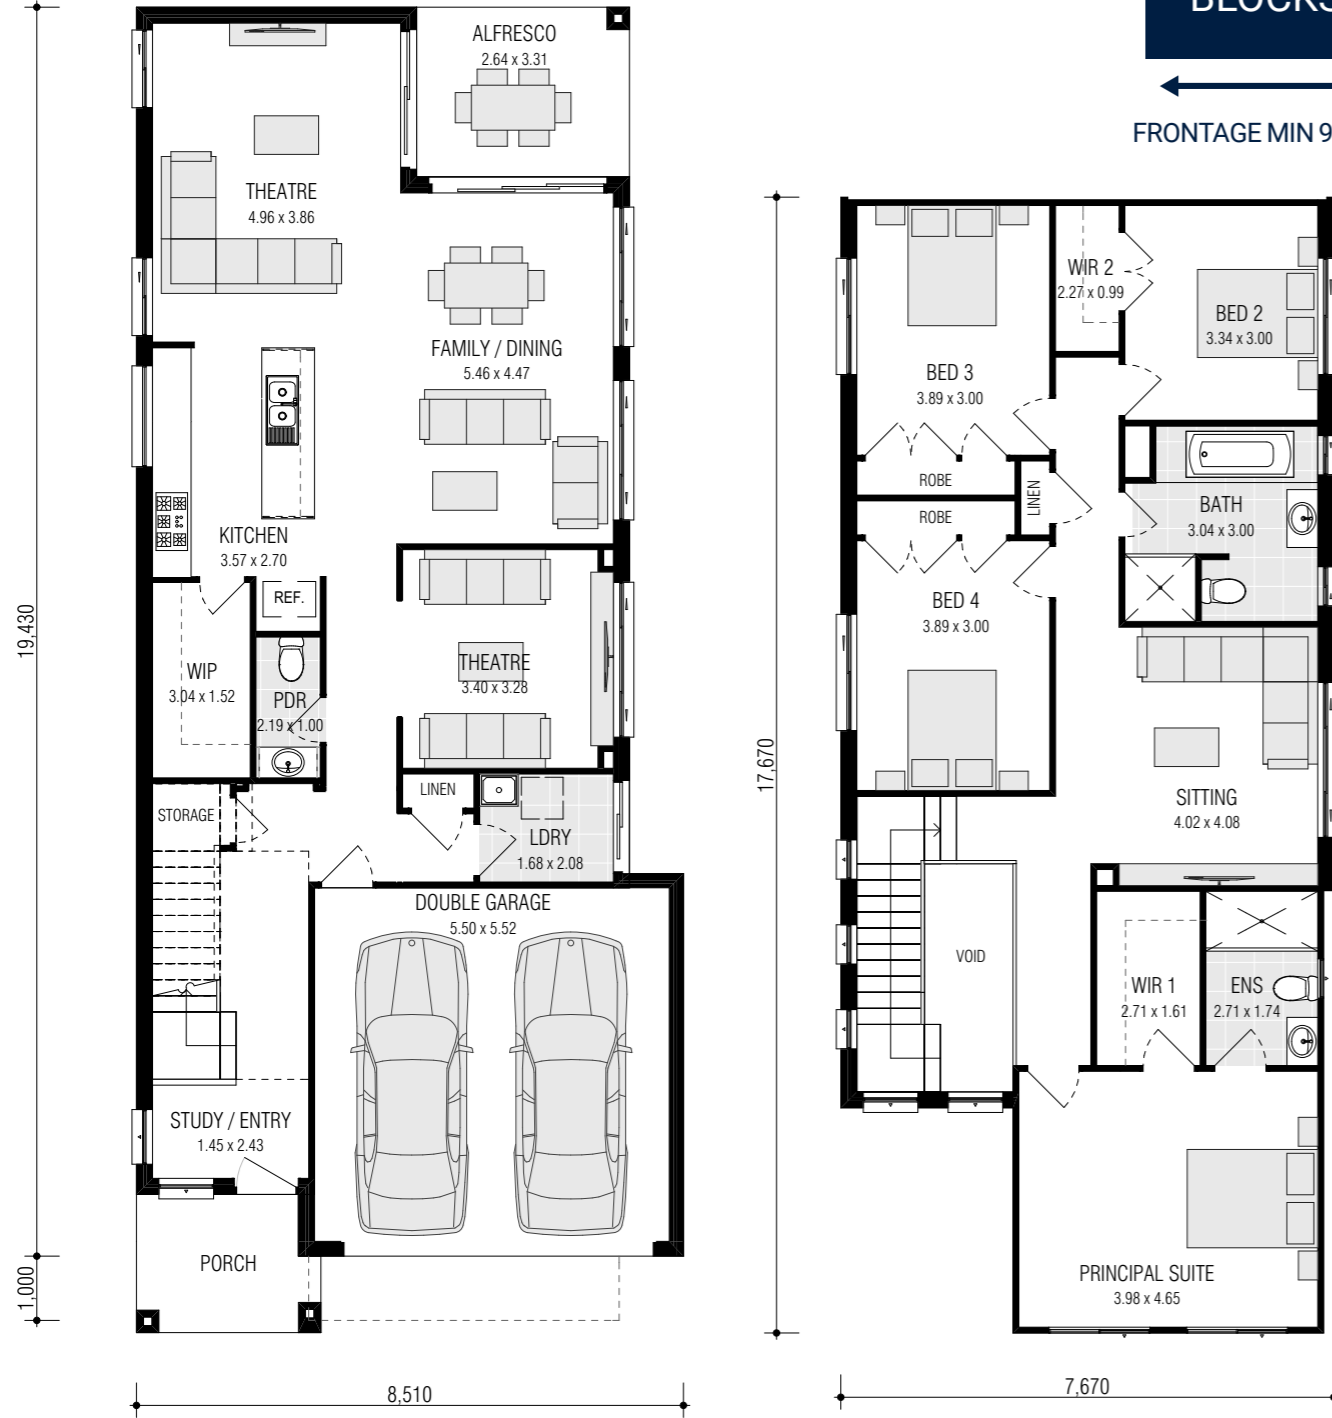 BLOCKS
FRONTAGE MIN 9
ALFRESCO
2.64 x 3.31
THEATRE
4.96 x 3.86
FAMILY / DINING
5.46 x 4.47
KITCHEN
3.57 x 2.70
REF.
WIP
3.04 x 1.52
PDR
2.19 x 1.00
THEATRE
3.40 x 3.28
LINEN
LDRY
1.68 x 2.08
STORAGE
DOUBLE GARAGE
5.50 x 5.52
STUDY / ENTRY
1.45 x 2.43
PORCH
19,430
1,000
8,510
WIR 2
2.27 x 0.99
BED 2
3.34 x 3.00
BED 3
3.89 x 3.00
ROBE
LINEN
ROBE
BATH
3.04 x 3.00
BED 4
3.89 x 3.00
SITTING
4.02 x 4.08
VOID
WIR 1
2.71 x 1.61
ENS
2.71 x 1.74
PRINCIPAL SUITE
3.98 x 4.65
17,670
7,670